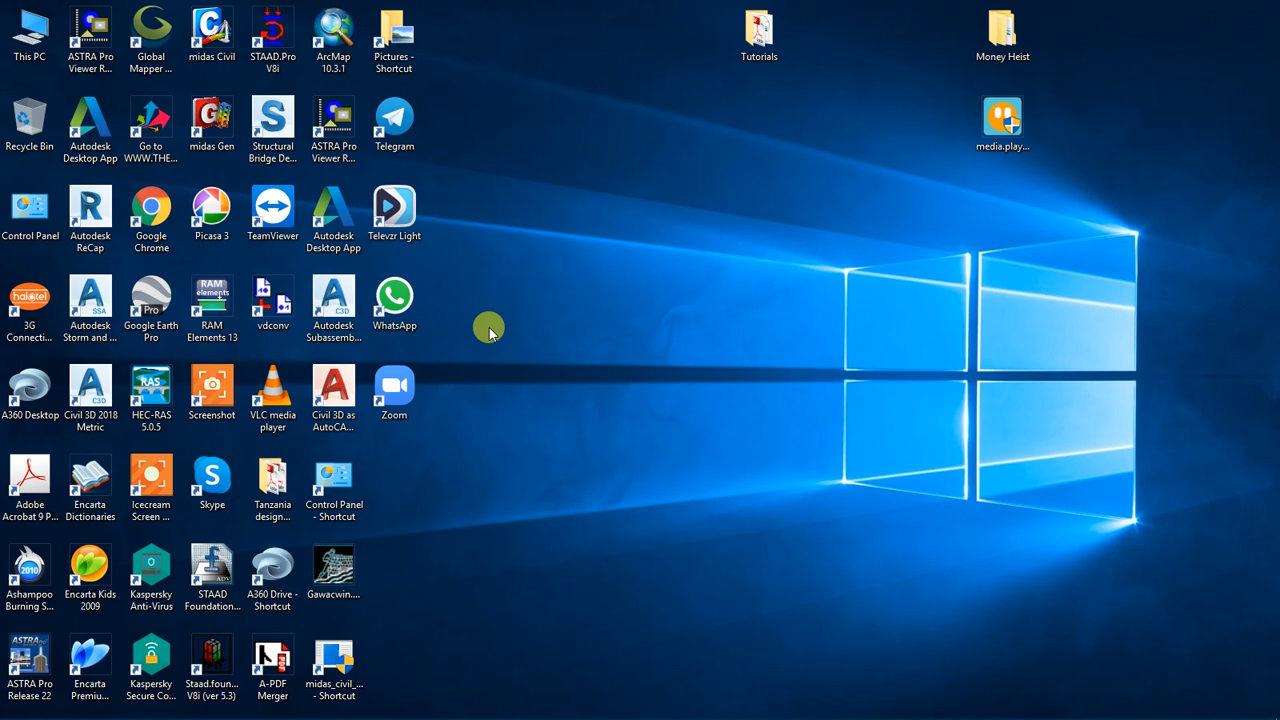 This PC
ASTRA Pro
Viewer R...
Global
Mapper ...
midas Civil
STAAD.Pro
V8i
ArcMap
10.3.1
Pictures -
Shortcut
Tutorials
Money Heist
Recycle Bin
Autodesk
Desktop App
Go to
WWW.THE...
midas Gen
Structural
Bridge De...
ASTRA Pro
Viewer R...
Telegram
media.play...
Control Panel
Autodesk
ReCap
Google
Chrome
Picasa 3
TeamViewer
Autodesk
Desktop App
Televzr Light
halotel
3G
Connecti...
SSA
Autodesk
Storm and ...
Pro
Google Earth
Pro
RAM
elements
RAM
Elements 13
vdconv
C3D
Autodesk
Subassemb...
WhatsApp
A360 Desktop
C3D
Civil 3D 2018
Metric
RAS
HEC-RAS
5.0.5
Screenshot
VLC media
player
Civil 3D as
AutoCA...
Zoom
Adobe
Acrobat 9 P...
Encarta
Dictionaries
Icecream
Screen ...
Skype
Tanzania
design...
Control Panel
- Shortcut
2010
Ashampoo
Burning S...
Encarta Kids
2009
Kaspersky
Anti-Virus
ADV
STAAD
Foundation...
A360 Drive -
Shortcut
Gawacwin....
ASTRA Pro
ASTRA Pro
Release 22
Encarta
Premiu...
Kaspersky
Secure Co...
Staad.foun...
V8i (ver 5.3)
PDF
A-PDF
Merger
midas_civil_...
- Shortcut